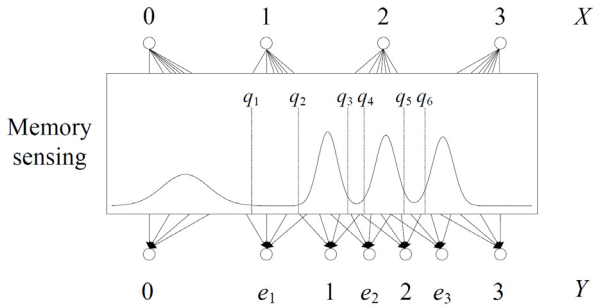 0 1 2 3 X
q1 q2 q3 q4 q5 q6
Memory
sensing
0 e1 1 e2 2 e3 3 Y